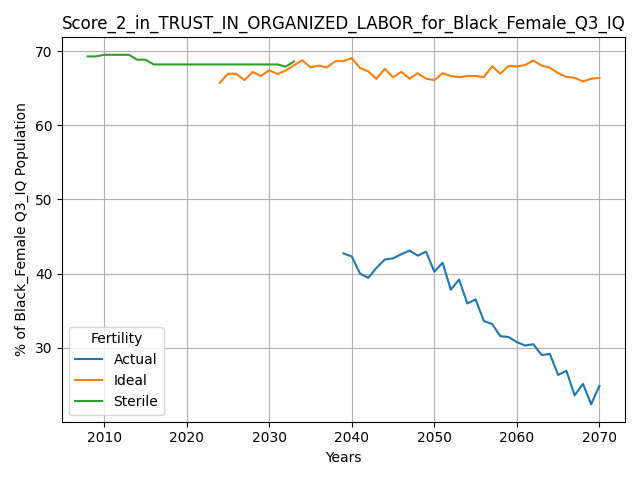 Score_2_in_TRUST_IN_ORGANIZED_LABOR_for_Black_Female_Q3_IQ
% of Black_Female Q3_IQ Population
70
60
50
40
30
Fertility
Actual
Ideal
Sterile
2010 2020 2030 2040 2050 2060 2070
Years